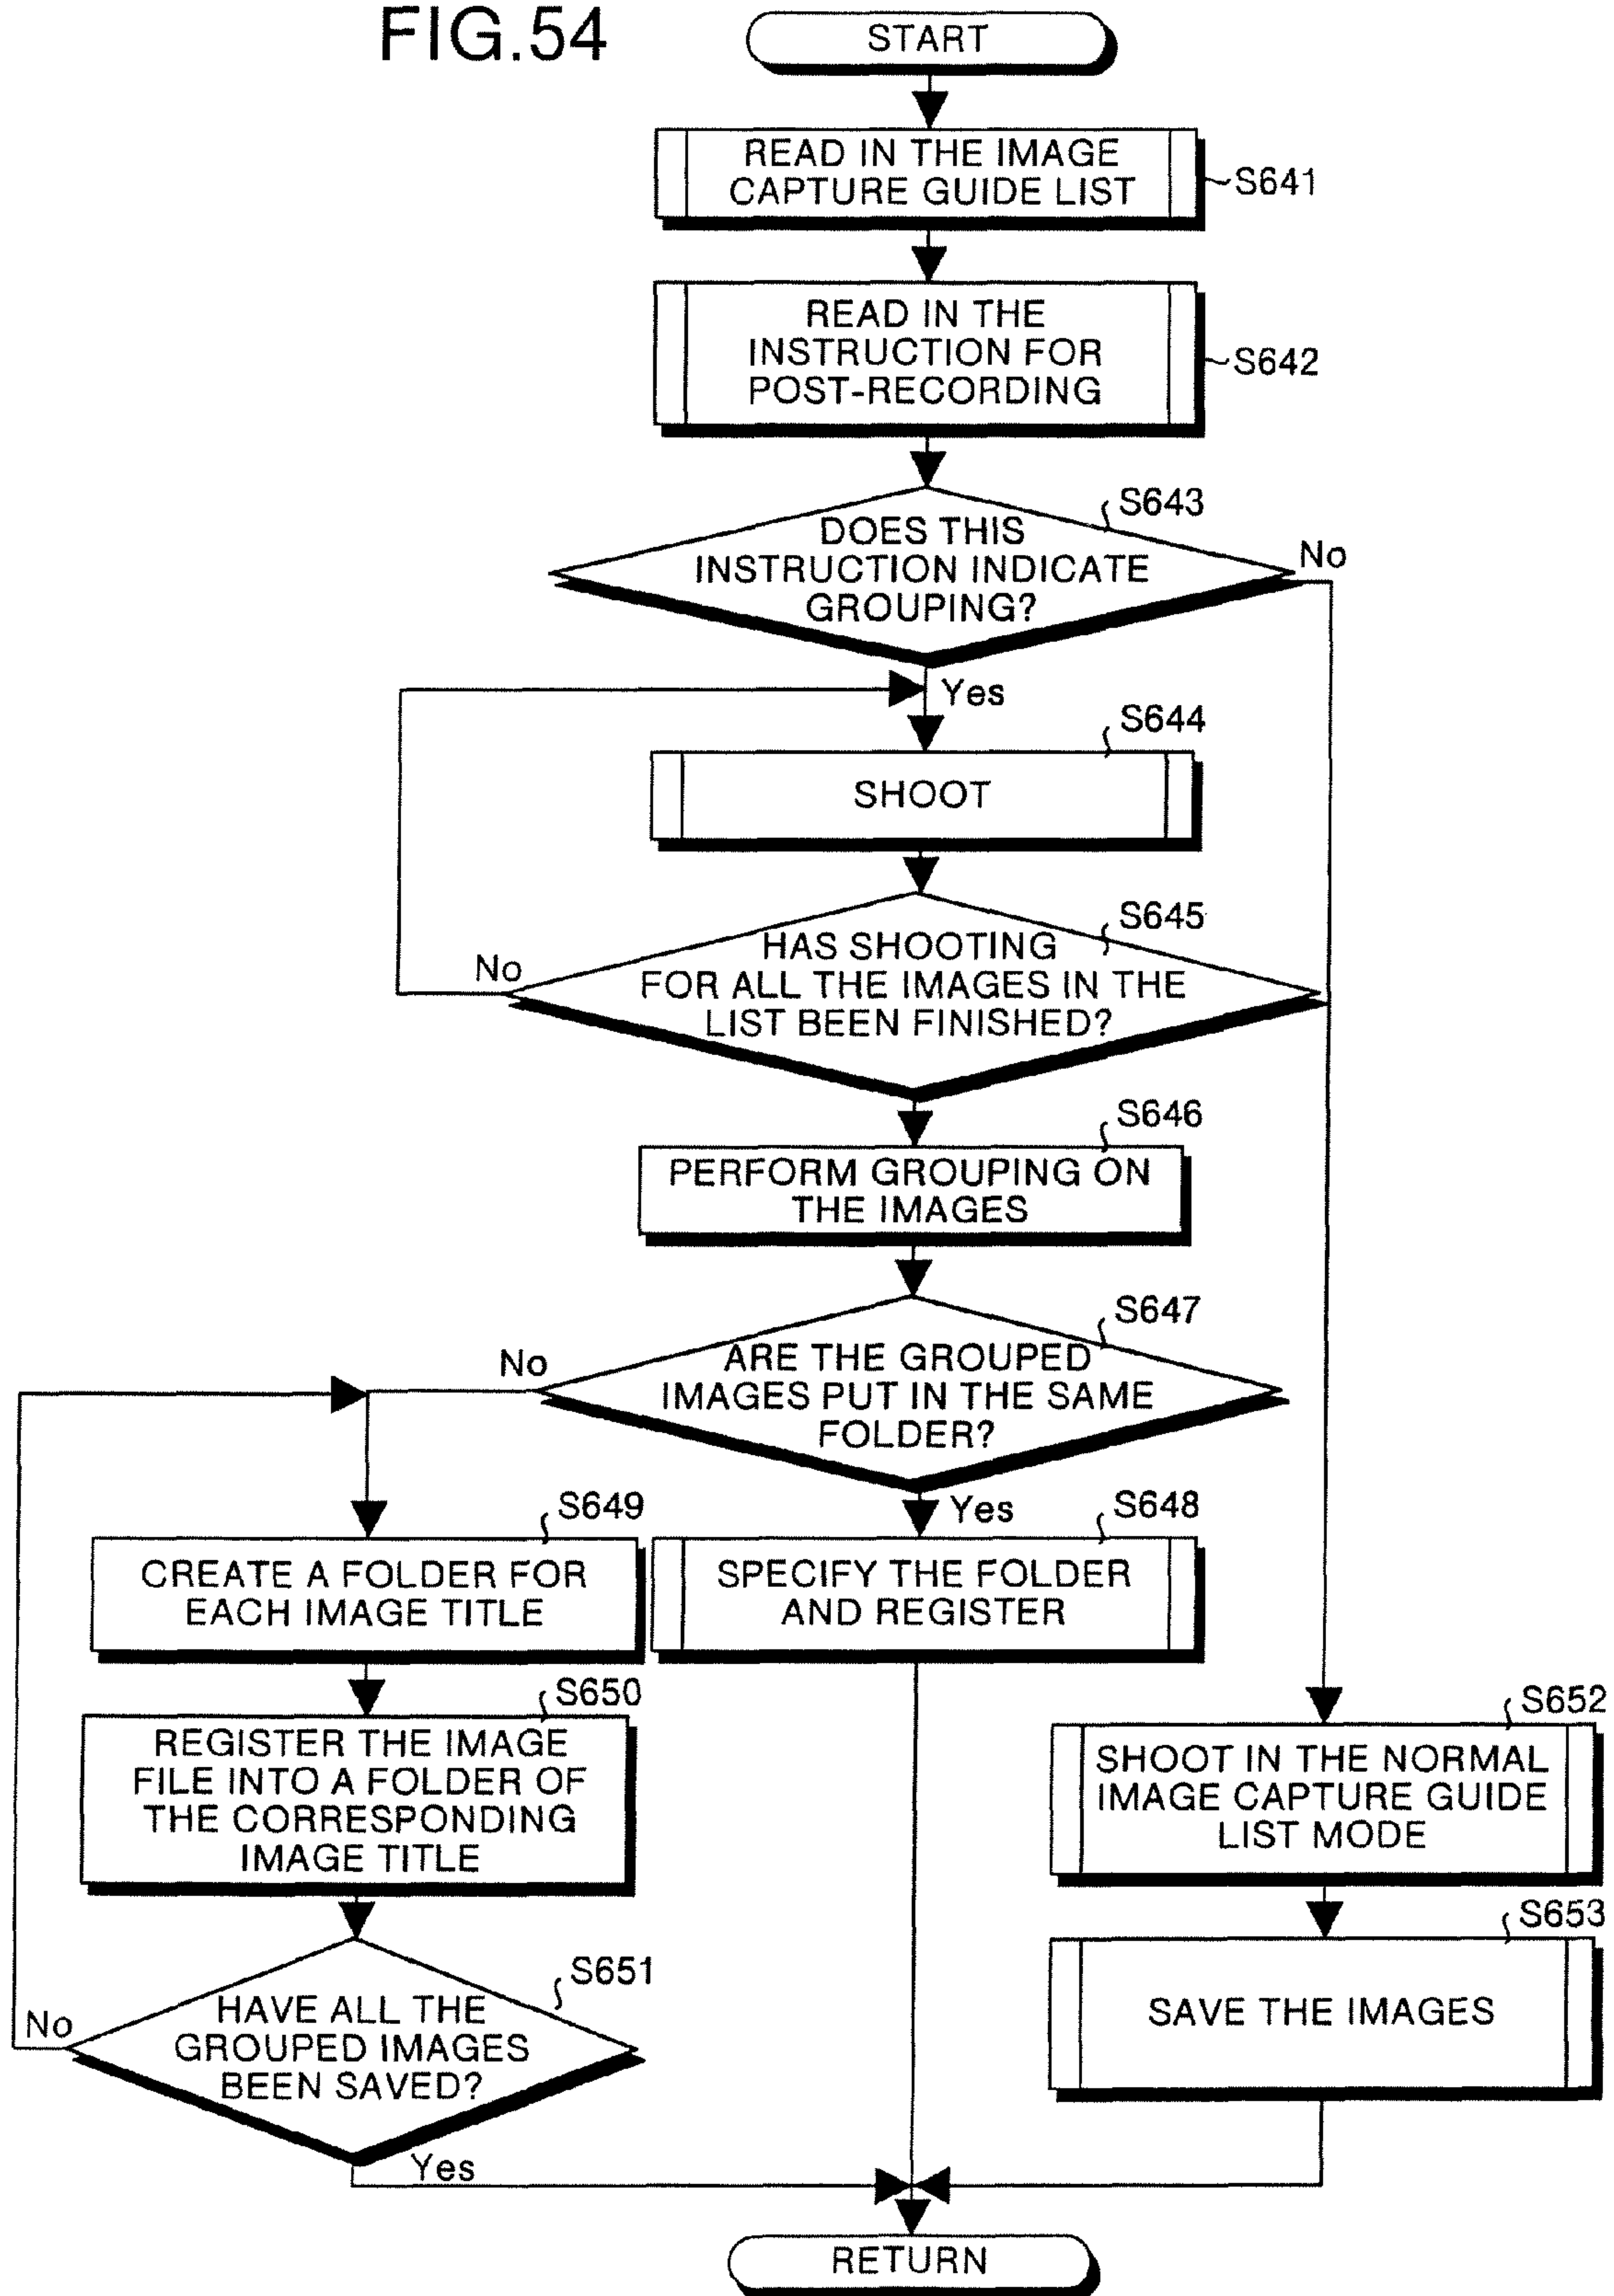 FIG.54
START
READ IN THE IMAGE
CAPTURE GUIDE LIST
S641
READ IN THE
INSTRUCTION FOR
POST-RECORDING
S642
S643
DOES THIS
INSTRUCTION INDICATE
GROUPING?
No
Yes
S644
SHOOT
S645
HAS SHOOTING
FOR ALL THE IMAGES IN THE
LIST BEEN FINISHED?
No
S646
PERFORM GROUPING ON
THE IMAGES
S647
ARE THE GROUPED
IMAGES PUT IN THE SAME
FOLDER?
No
Yes
S649
CREATE A FOLDER FOR
EACH IMAGE TITLE
S648
SPECIFY THE FOLDER
AND REGISTER
S650
REGISTER THE IMAGE
FILE INTO A FOLDER OF
THE CORRESPONDING
IMAGE TITLE
S652
SHOOT IN THE NORMAL
IMAGE CAPTURE GUIDE
LIST MODE
S653
SAVE THE IMAGES
S651
HAVE ALL THE
GROUPED IMAGES
BEEN SAVED?
No
Yes
RETURN